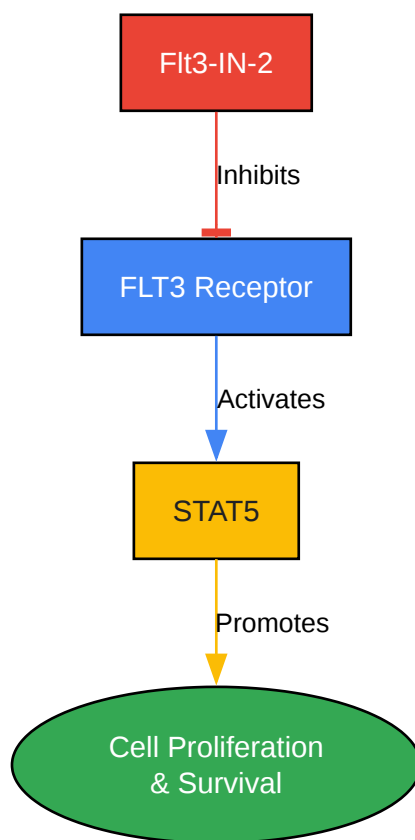 Flt3-IN-2
Inhibits
FLT3 Receptor
Activates
STAT5
Promotes
Cell Proliferation
& Survival